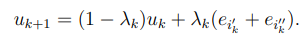 u_{k+1} = (1 − λ_k)u_k + λ_k(e_{i'_k} + e_{i''_k}).